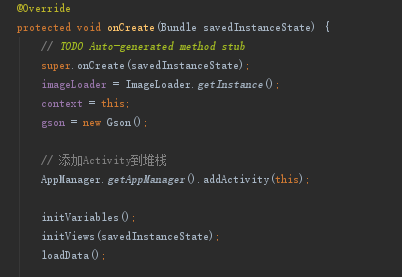 @Override
protected void onCreate(Bundle savedInstanceState) {
// TODO Auto-generated method stub
super.onCreate(savedInstanceState);
imageLoader = ImageLoader.getInstance();
context = this;
gson = new Gson();
// 添加Activity到堆栈
AppManager.getAppManager().addActivity(this);
initVariables();
initViews(savedInstanceState);
loadData();